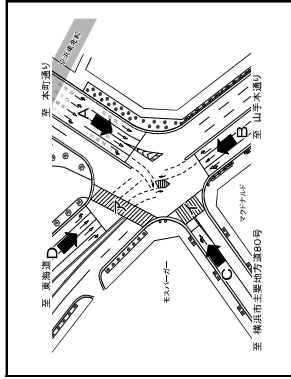 至 本町通り
A
至 東海道
D
B
至 山手本通り
C
マクドナルド
モスバーガー
至 横浜市主要地方道80号